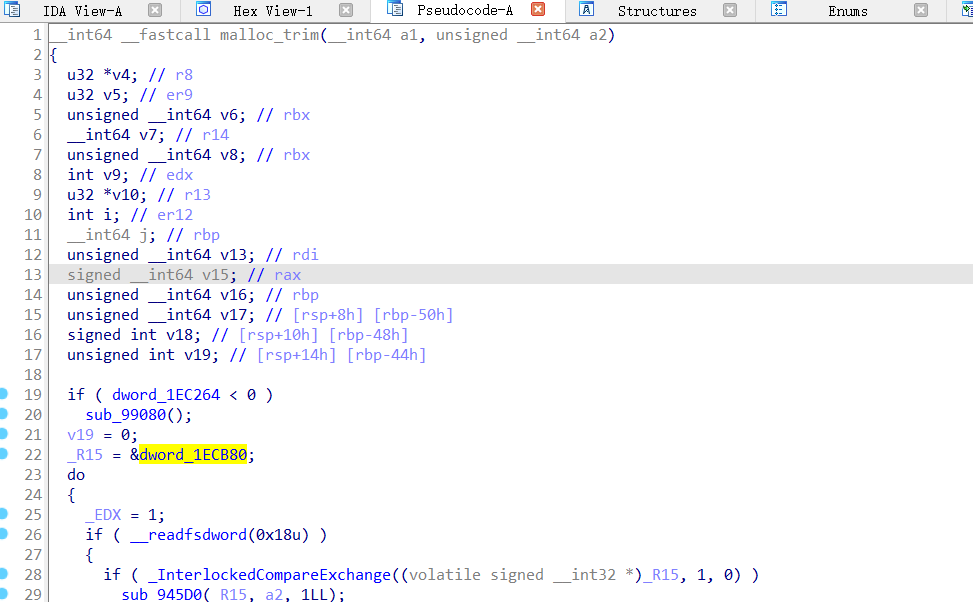 IDA View-A Hex View-1 Pseudocode-A Structures Enums
1 __int64 __fastcall malloc_trim(__int64 a1, unsigned __int64 a2)
2 {
3 u32 *v4; // r8
4 u32 v5; // er9
5 unsigned __int64 v6; // rbx
6 __int64 v7; // r14
7 unsigned __int64 v8; // rbx
8 int v9; // edx
9 u32 *v10; // r13
10 int i; // er12
11 __int64 j; // rbp
12 unsigned __int64 v13; // rdi
13 signed __int64 v15; // rax
14 unsigned __int64 v16; // rbp
15 unsigned __int64 v17; // [rsp+8h] [rbp-50h]
16 signed int v18; // [rsp+10h] [rbp-48h]
17 unsigned int v19; // [rsp+14h] [rbp-44h]
18
19 if ( dword_1EC264 < 0 )
20 sub_99080();
21 v19 = 0;
22 _R15 = &dword_1ECB80;
23 do
24 {
25 _EDX = 1;
26 if ( __readfsdword(0x18u) )
27 {
28 if ( _InterlockedCompareExchange((volatile signed __int32 *)_R15, 1, 0) )
29 sub_945D0(_R15, a2, 1LL);